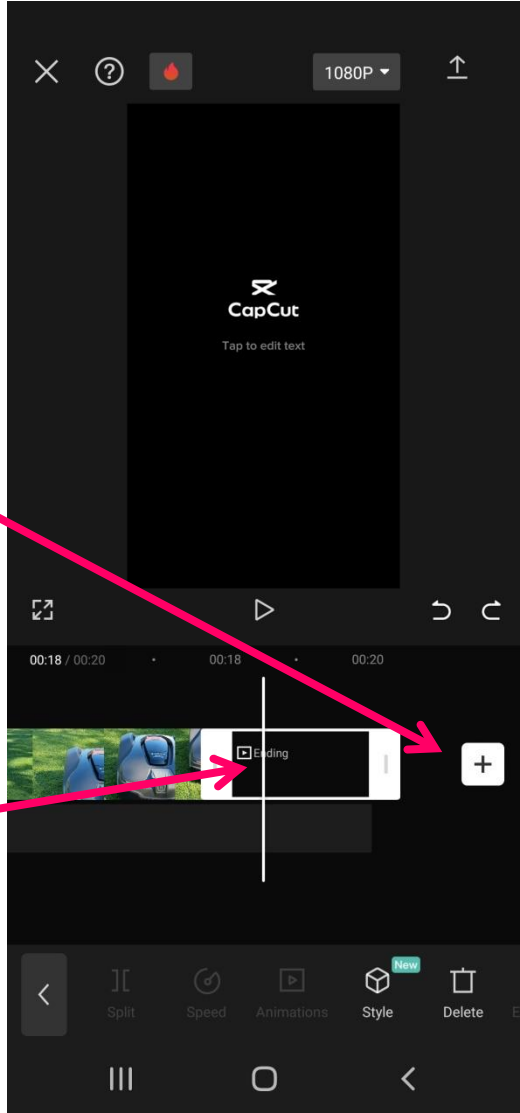 1080P
CapCut
Tap to edit text
00:18 / 00:20
00:18
00:20
Ending
New
Split
Speed
Animations
Style
Delete
E